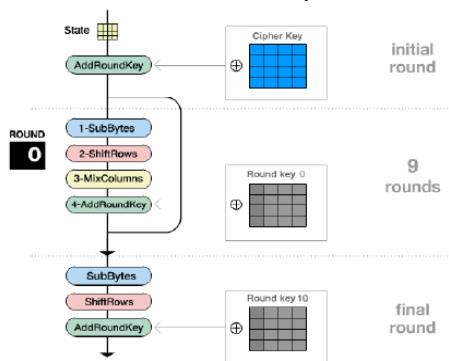 State
Cipher Key
AddRoundKey
initial
round
ROUND
0
1-SubBytes
2-ShiftRows
3-MixColumns
4-AddRoundKey
Round key 0
9
rounds
SubBytes
ShiftRows
AddRoundKey
Round key 10
final
round